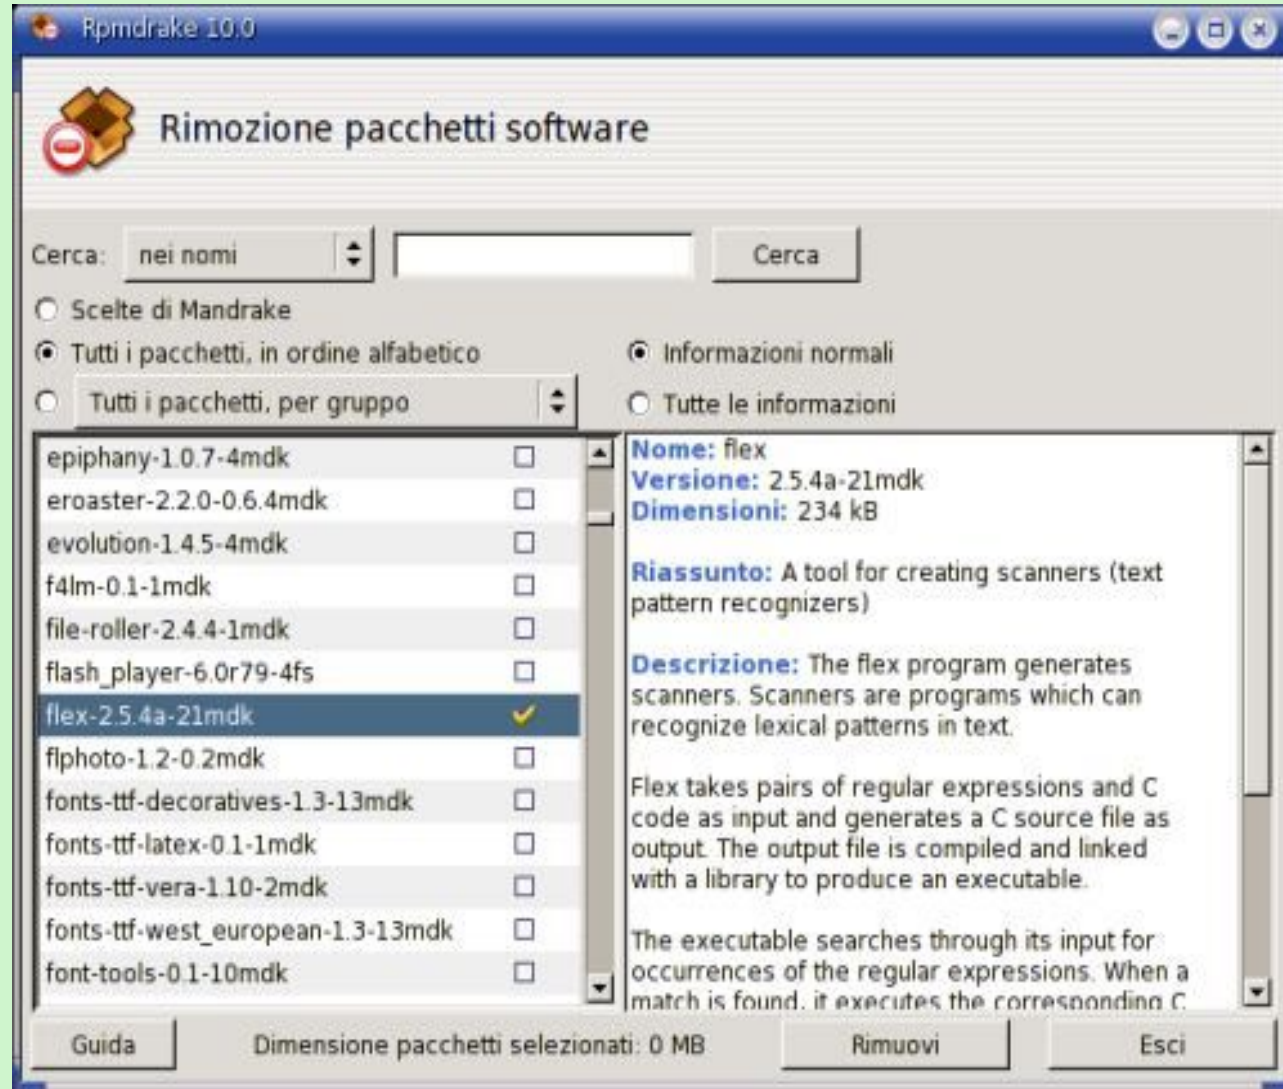 Rpmdrake 10.0
Rimozione pacchetti software
Cerca: nei nomi Cerca
Scelte di Mandrake
Tutti i pacchetti, in ordine alfabetico
Tutti i pacchetti, per gruppo
Informazioni normali
Tutte le informazioni
epiphany-1.0.7-4mdk
eroaster-2.2.0-0.6.4mdk
evolution-1.4.5-4mdk
f4lm-0.1-1mdk
file-roller-2.4.4-1mdk
flash_player-6.0r79-4fs
flex-2.5.4a-21mdk
flphoto-1.2-0.2mdk
fonts-ttf-decoratives-1.3-13mdk
fonts-ttf-latex-0.1-1mdk
fonts-ttf-vera-1.10-2mdk
fonts-ttf-west_european-1.3-13mdk
font-tools-0.1-10mdk
Nome: flex
Versione: 2.5.4a-21mdk
Dimensioni: 234 kB
Riassunto: A tool for creating scanners (text
pattern recognizers)
Descrizione: The flex program generates
scanners. Scanners are programs which can
recognize lexical patterns in text.
Flex takes pairs of regular expressions and C
code as input and generates a C source file as
output. The output file is compiled and linked
with a library to produce an executable.
The executable searches through its input for
occurrences of the regular expressions. When a
match is found, it executes the corresponding C
Guida Dimensione pacchetti selezionati: 0 MB Rimuovi Esci